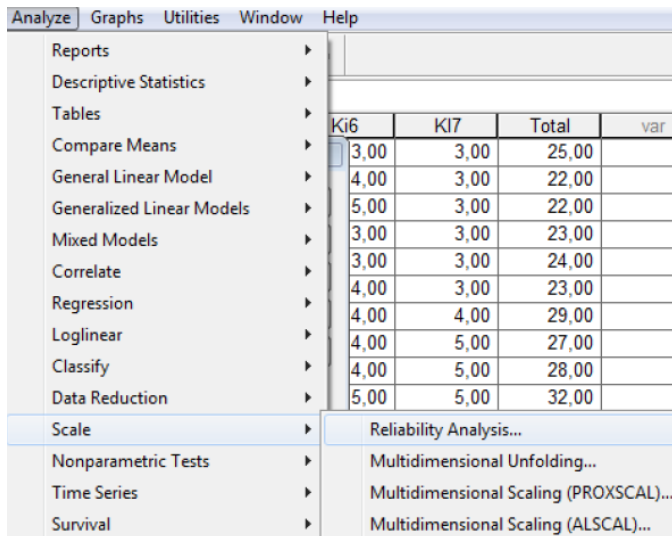 Analyze Graphs Utilities Window Help
Reports
Descriptive Statistics
Tables
Ki6 KI7 Total var
Compare Means
3,00 3,00 25,00
General Linear Model
4,00 3,00 22,00
Generalized Linear Models
5,00 3,00 22,00
Mixed Models
3,00 3,00 23,00
Correlate
3,00 3,00 24,00
4,00 3,00 23,00
Regression
4,00 4,00 29,00
Loglinear
4,00 5,00 27,00
Classify
4,00 5,00 28,00
Data Reduction
5,00 5,00 32,00
Scale
Reliability Analysis...
Nonparametric Tests
Multidimensional Unfolding...
Time Series
Multidimensional Scaling (PROXSCAL)...
Survival
Multidimensional Scaling (ALSCAL)...